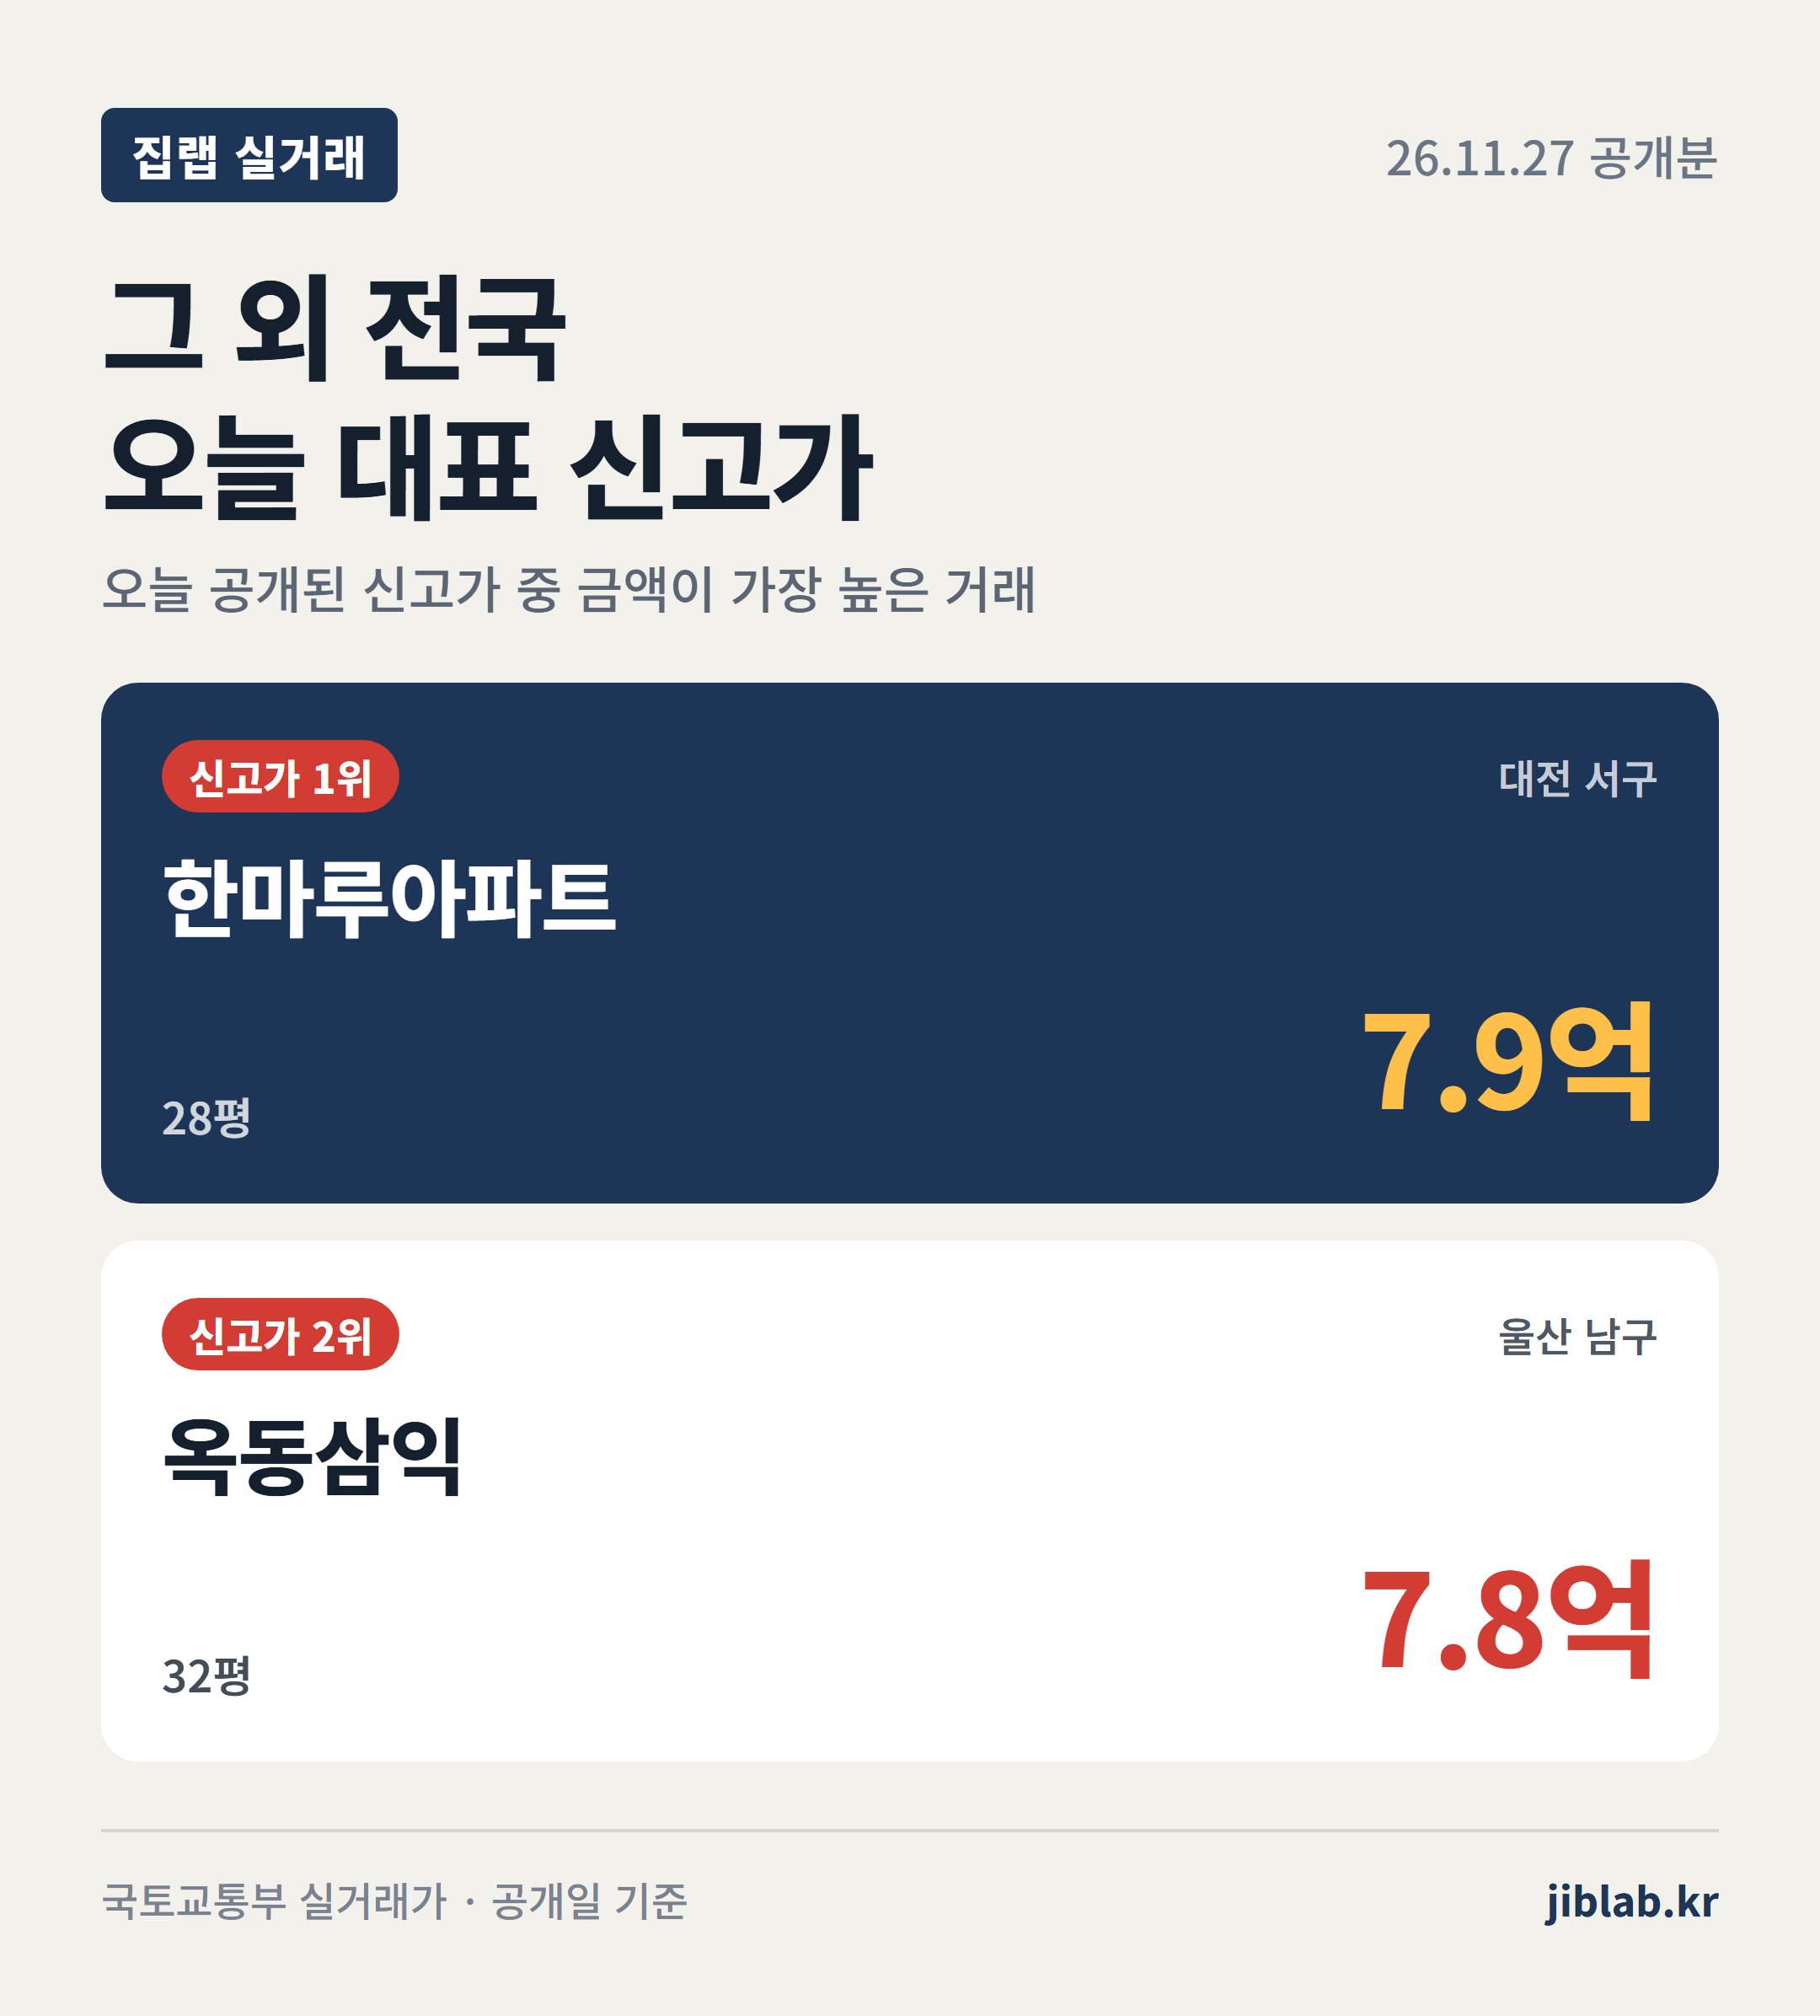 집랩 실거래
26.11.27 공개분
그 외 전국
오늘 대표 신고가
오늘 공개된 신고가 중 금액이 가장 높은 거래
신고가 1위
대전 서구
한마루아파트
28평
7.9억
신고가 2위
울산 남구
옥동삼익
32평
7.8억
국토교통부 실거래가 · 공개일 기준
jiblab.kr